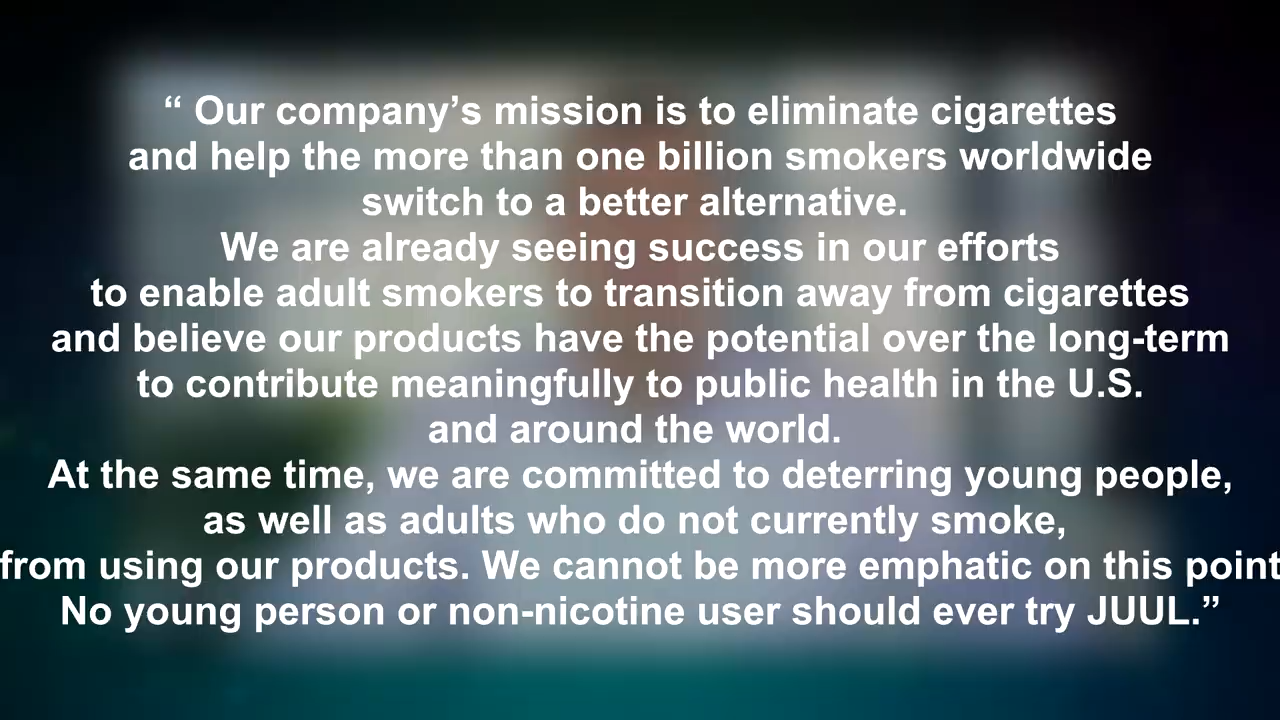 “ Our company’s mission is to eliminate cigarettes
and help the more than one billion smokers worldwide
switch to a better alternative.
We are already seeing success in our efforts
to enable adult smokers to transition away from cigarettes
and believe our products have the potential over the long-term
to contribute meaningfully to public health in the U.S.
and around the world.
At the same time, we are committed to deterring young people,
as well as adults who do not currently smoke,
from using our products. We cannot be more emphatic on this point
No young person or non-nicotine user should ever try JUUL.”